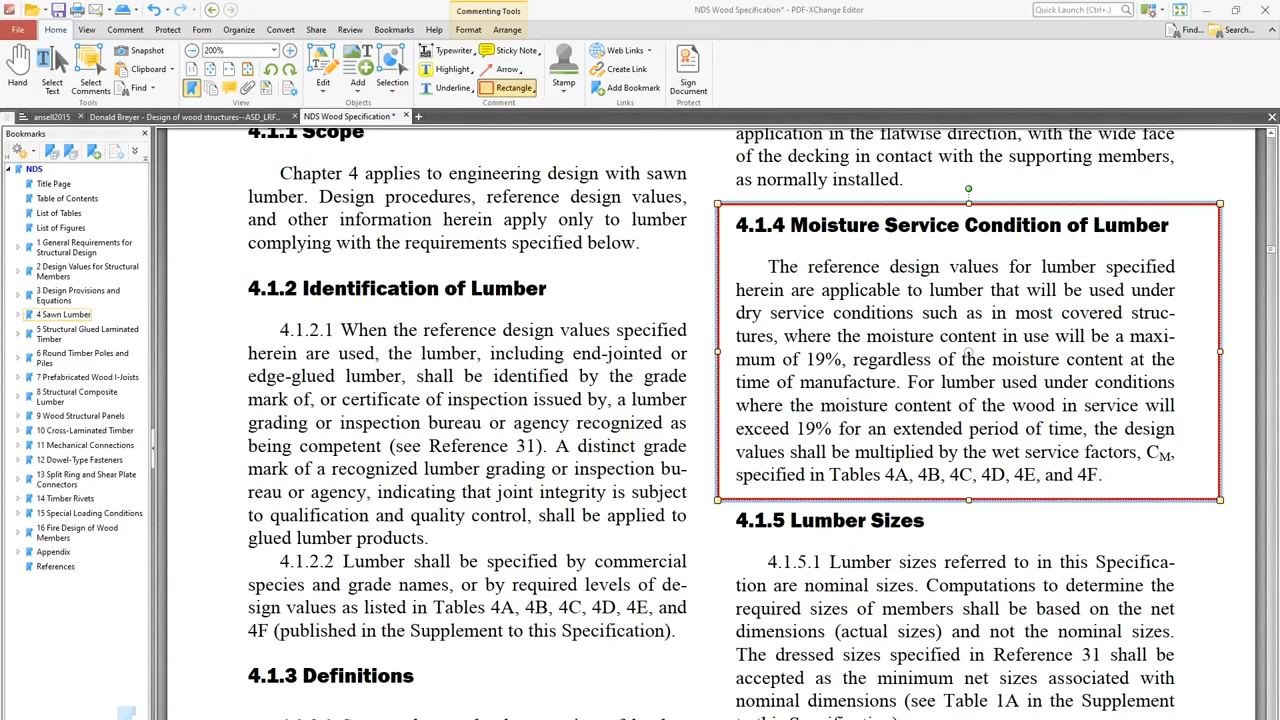 Commenting Tools
NDS Wood Specification* - PDF-XChange Editor
Quick Launch (Ctrl+.)
File Home View Comment Protect Form Organize Convert Share Review Bookmarks Help Format Arrange
Find... Search...
Hand
Select Text
Select Comments
Snapshot
Clipboard
Find
Tools
200%
View
Edit
Add
Selection
Objects
Typewriter
Highlight
Underline
Sticky Note
Arrow
Rectangle
Stamp
Comment
Web Links
Create Link
Add Bookmark
Links
Sign Document
Protect
ansell2015
Donald Breyer - Design of wood structures--ASD_LRF...
NDS Wood Specification *
Bookmarks
NDS
Title Page
Table of Contents
List of Tables
List of Figures
1 General Requirements for
Structural Design
2 Design Values for Structural
Members
3 Design Provisions and
Equations
4 Sawn Lumber
5 Structural Glued Laminated
Timber
6 Round Timber Poles and
Piles
7 Prefabricated Wood I-Joists
8 Structural Composite
Lumber
9 Wood Structural Panels
10 Cross-Laminated Timber
11 Mechanical Connections
12 Dowel-Type Fasteners
13 Split Ring and Shear Plate
Connectors
14 Timber Rivets
15 Special Loading Conditions
16 Fire Design of Wood
Members
Appendix
References
4.1.1 Scope
Chapter 4 applies to engineering design with sawn
lumber. Design procedures, reference design values,
and other information herein apply only to lumber
complying with the requirements specified below.
4.1.2 Identification of Lumber
4.1.2.1 When the reference design values specified
herein are used, the lumber, including end-jointed or
edge-glued lumber, shall be identified by the grade
mark of, or certificate of inspection issued by, a lumber
grading or inspection bureau or agency recognized as
being competent (see Reference 31). A distinct grade
mark of a recognized lumber grading or inspection bu-
reau or agency, indicating that joint integrity is subject
to qualification and quality control, shall be applied to
glued lumber products.
4.1.2.2 Lumber shall be specified by commercial
species and grade names, or by required levels of de-
sign values as listed in Tables 4A, 4B, 4C, 4D, 4E, and
4F (published in the Supplement to this Specification).
4.1.3 Definitions
application in the flatwise direction, with the wide face
of the decking in contact with the supporting members,
as normally installed.
4.1.4 Moisture Service Condition of Lumber
The reference design values for lumber specified
herein are applicable to lumber that will be used under
dry service conditions such as in most covered struc-
tures, where the moisture content in use will be a maxi-
mum of 19%, regardless of the moisture content at the
time of manufacture. For lumber used under conditions
where the moisture content of the wood in service will
exceed 19% for an extended period of time, the design
values shall be multiplied by the wet service factors, CM,
specified in Tables 4A, 4B, 4C, 4D, 4E, and 4F.
4.1.5 Lumber Sizes
4.1.5.1 Lumber sizes referred to in this Specifica-
tion are nominal sizes. Computations to determine the
required sizes of members shall be based on the net
dimensions (actual sizes) and not the nominal sizes.
The dressed sizes specified in Reference 31 shall be
accepted as the minimum net sizes associated with
nominal dimensions (see Table 1A in the Supplement